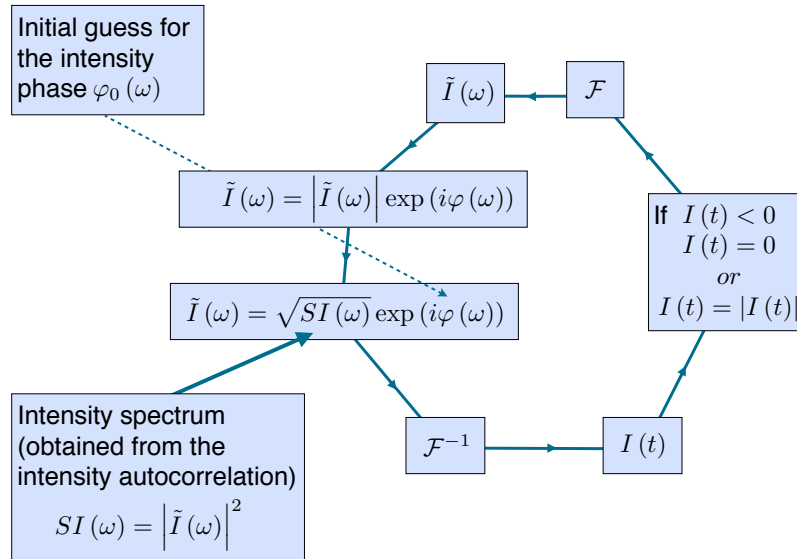 Initial guess for
the intensity
phase φ₀ (ω)
Ĩ (ω)
ℱ
Ĩ (ω) = |Ĩ (ω)| exp (iφ (ω))
If I (t) < 0
I (t) = 0
or
I (t) = |I (t)|
Ĩ (ω) = √SI (ω) exp (iφ (ω))
Intensity spectrum
(obtained from the
intensity autocorrelation)
SI (ω) = |Ĩ (ω)|²
ℱ⁻¹
I (t)